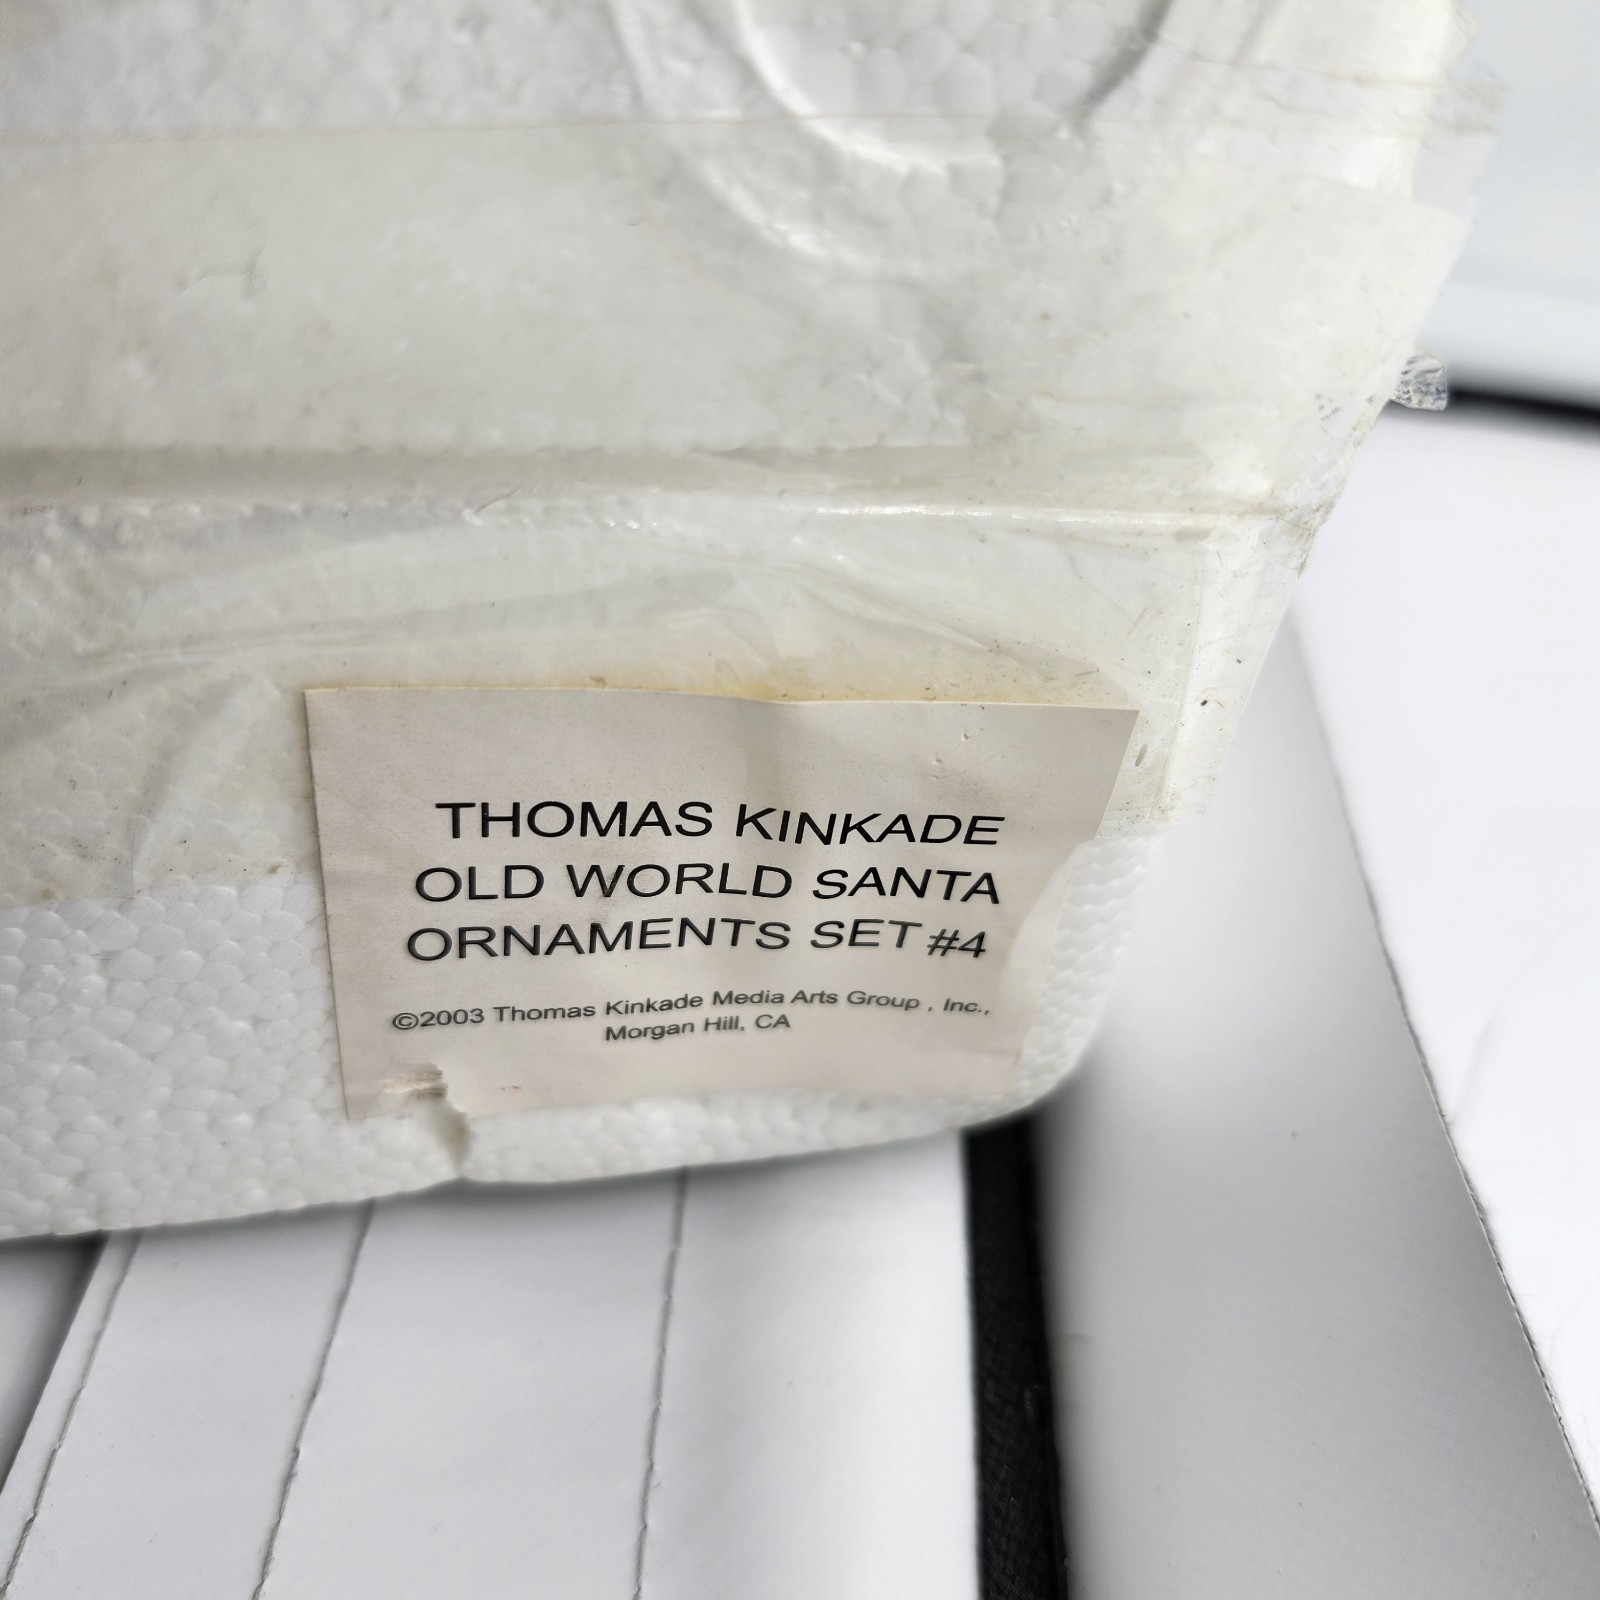 THOMAS KINKADE
OLD WORLD SANTA
ORNAMENTS SET #4
©2003 Thomas Kinkade Media Arts Group , Inc.,
Morgan Hill, CA